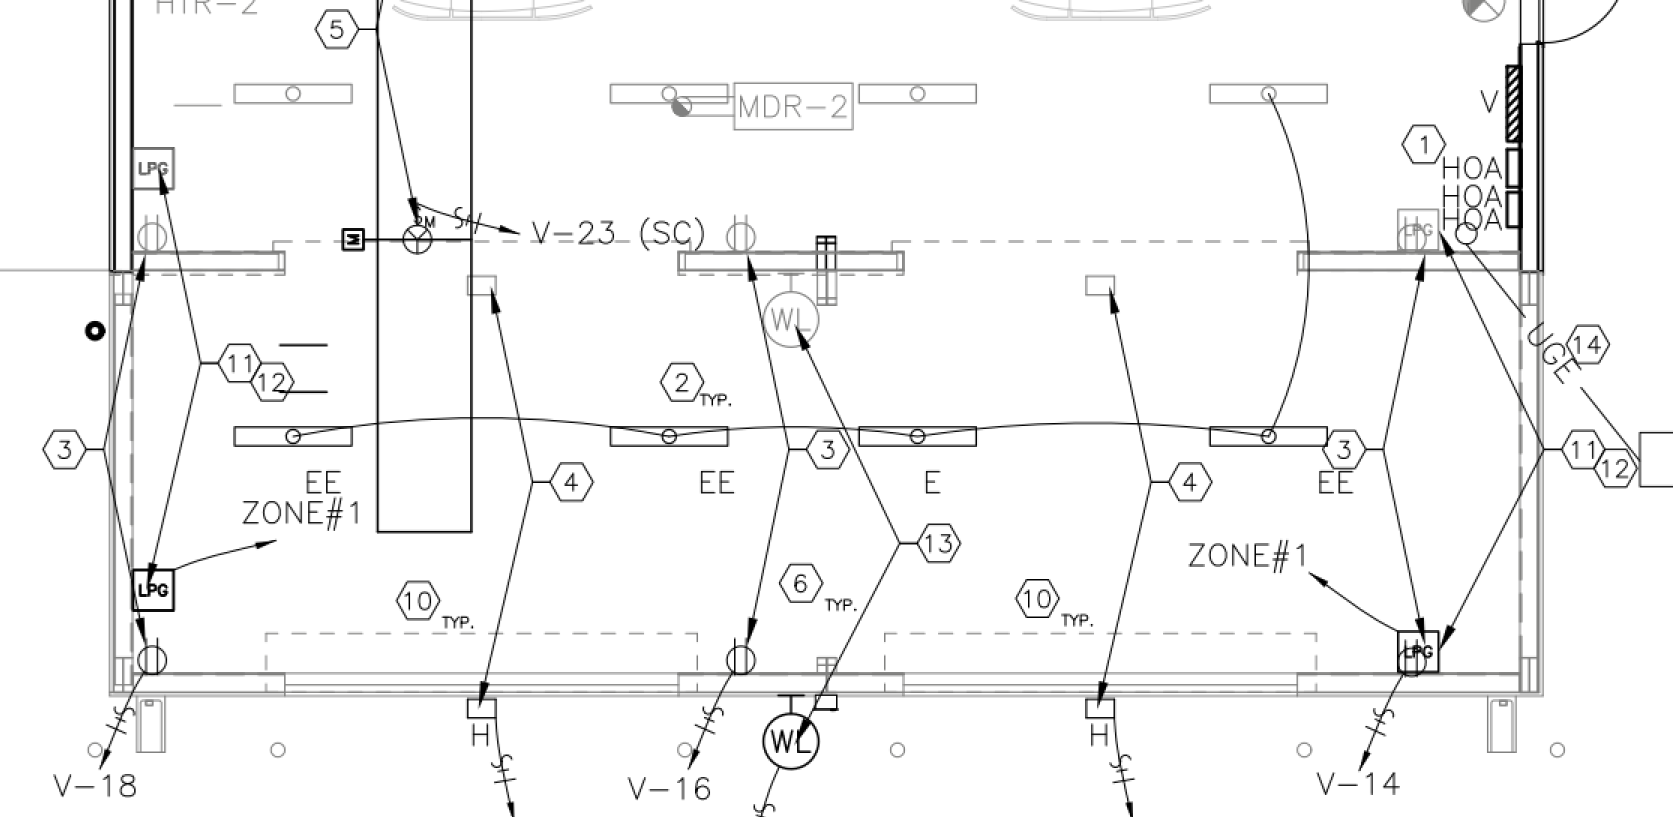 HTR-2
5
MDR-2
V
1
HOA
HOA
HOA
LPG
LPG
M
V-23 (SC)
WL
UGE
14
11
12
2
TYP.
3
3
3
11
12
EE
EE
E
EE
4
4
ZONE#1
13
ZONE#1
LPG
6
TYP.
10
TYP.
10
TYP.
LPG
H
WL
H
V-18
V-16
V-14